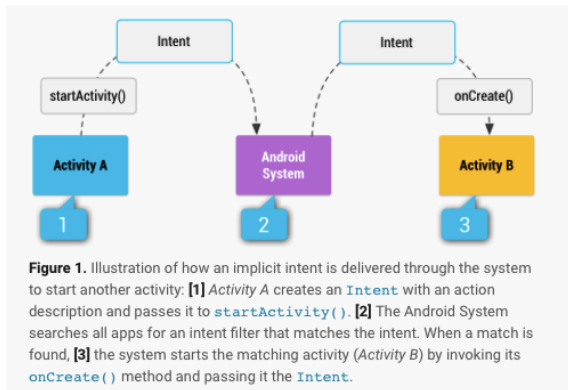 Intent
Intent
startActivity()
onCreate()
Activity A
Android
System
Activity B
1
2
3
Figure 1. Illustration of how an implicit intent is delivered through the system
to start another activity: [1] Activity A creates an Intent with an action
description and passes it to startActivity(). [2] The Android System
searches all apps for an intent filter that matches the intent. When a match is
found, [3] the system starts the matching activity (Activity B) by invoking its
onCreate() method and passing it the Intent.